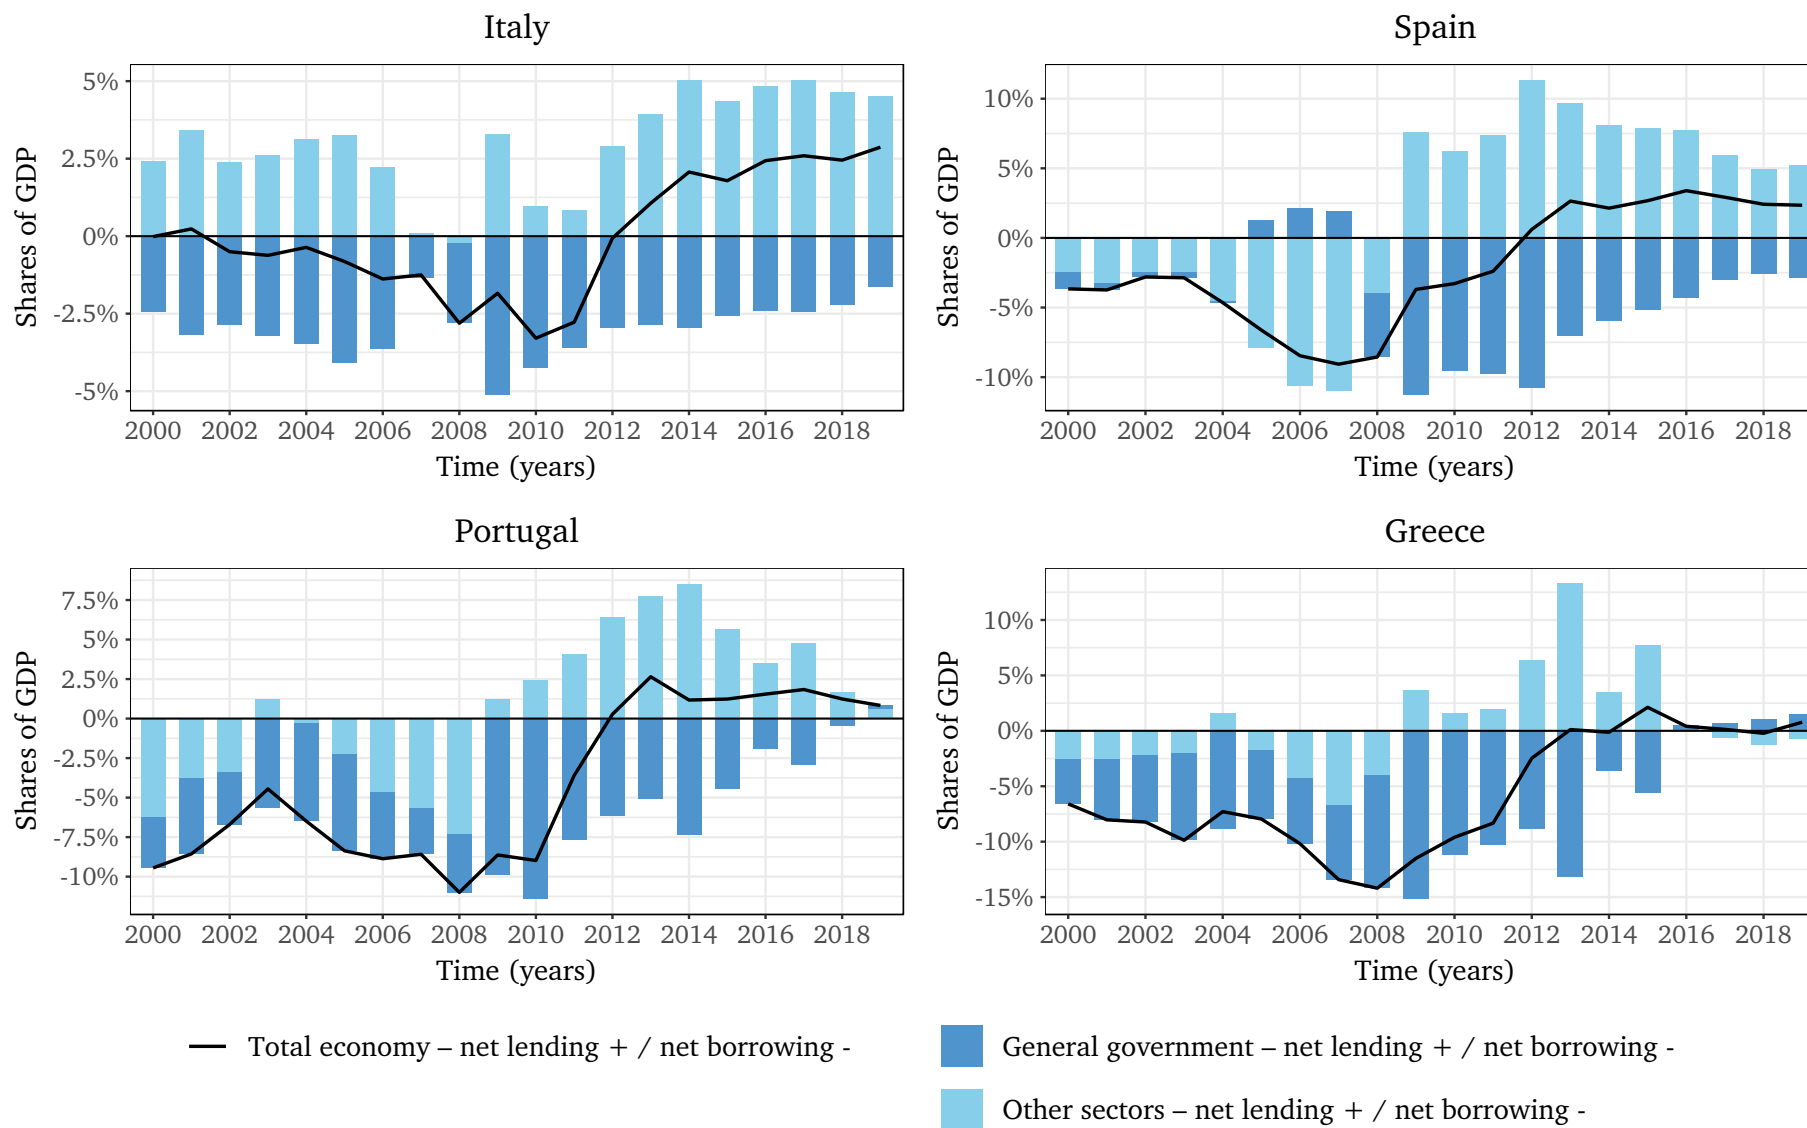 Italy
Shares of GDP
5%
2.5%
0%
-2.5%
-5%
2000 2002 2004 2006 2008 2010 2012 2014 2016 2018
Time (years)
Spain
Shares of GDP
10%
5%
0%
-5%
-10%
2000 2002 2004 2006 2008 2010 2012 2014 2016 2018
Time (years)
Portugal
Shares of GDP
7.5%
5%
2.5%
0%
-2.5%
-5%
-7.5%
-10%
2000 2002 2004 2006 2008 2010 2012 2014 2016 2018
Time (years)
Greece
Shares of GDP
10%
5%
0%
-5%
-10%
-15%
2000 2002 2004 2006 2008 2010 2012 2014 2016 2018
Time (years)
Total economy – net lending + / net borrowing -
General government – net lending + / net borrowing -
Other sectors – net lending + / net borrowing -